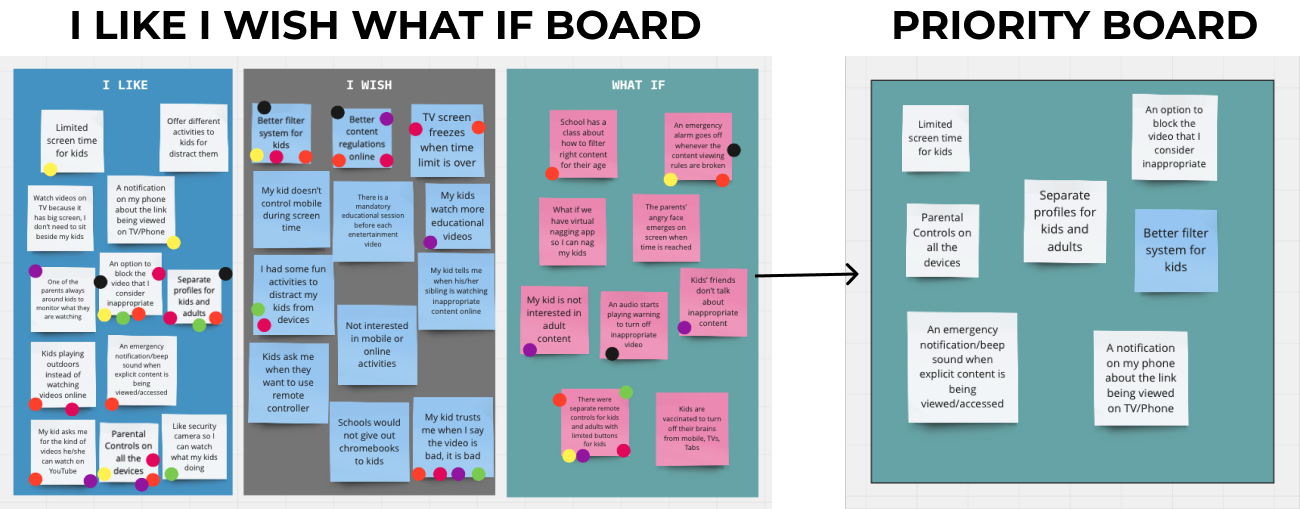 I LIKE I WISH WHAT IF BOARD
PRIORITY BOARD
I LIKE
Limited
screen time
for kids
Offer different
activities to
kids for
distract them
Watch videos on
TV because it
has big screen, I
don't need to sit
beside my kids
A notification
on my phone
about the link
being viewed
on TV/Phone
One of the
parents always
around kids to
monitor what they
are watching
An option to
block the
video that I
consider
inappropriate
Separate
profiles for
kids and
adults
Kids playing
outdoors
instead of
watching
videos online
An emergency
notification/beep
sound when
explicit content is
being
viewed/accessed
My kid asks me
for the kind of
videos he/she
can watch on
YouTube
Parental
Controls on
all the
devices
Like security
camera so I can
watch what
my kids
doing
I WISH
Better filter
system for
kids
Better
content
regulations
online
TV screen
freezes
when time
limit is over
My kid doesn't
control mobile
during screen
time
There is a
mandatory
educational session
before each
enetertainment
video
My kids
watch more
educational
videos
I had some fun
activities to
distract my
kids from
devices
My kid tells me
when his/her
sibling is watching
inappropriate
content online
Not interested
in mobile or
online
activities
Kids ask me
when they
want to use
remote
controller
Schools would
not give out
chromebooks
to kids
My kid trusts
me when I say
the video is
bad, it is bad
WHAT IF
School has a
class about
how to filter
right content
for their age
An emergency
alarm goes off
whenever the
content viewing
rules are broken
What if we
have virtual
nagging app
so I can nag
my kids
The parents'
angry face
emerges on
screen when
time is reached
My kid is not
interested in
adult
content
An audio starts
playing warning
to turn off
inappropriate
video
Kids' friends
don't talk
about
inappropriate
content
There were
separate remote
controls for kids
and adults with
limited buttons
for kids
Kids are
vaccinated to turn
off their brains
from mobile, TVs,
Tabs
Limited
screen time
for kids
An option to
block the
video that I
consider
inappropriate
Parental
Controls on
all the
devices
Separate
profiles for
kids and
adults
Better filter
system for
kids
An emergency
notification/beep
sound when
explicit content is
being
viewed/accessed
A notification
on my phone
about the link
being viewed
on TV/Phone